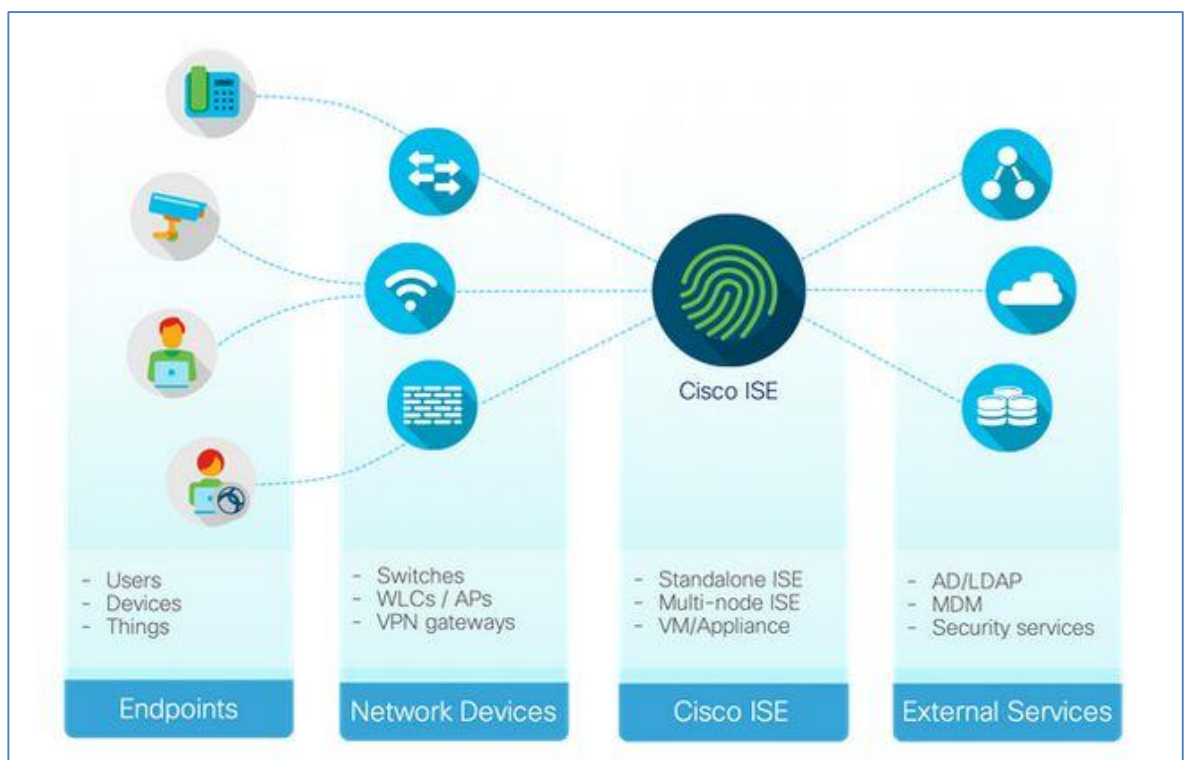 Cisco ISE
- Users
- Devices
- Things
- Switches
- WLCs / APs
- VPN gateways
- Standalone ISE
- Multi-node ISE
- VM/Appliance
- AD/LDAP
- MDM
- Security services
Endpoints
Network Devices
Cisco ISE
External Services